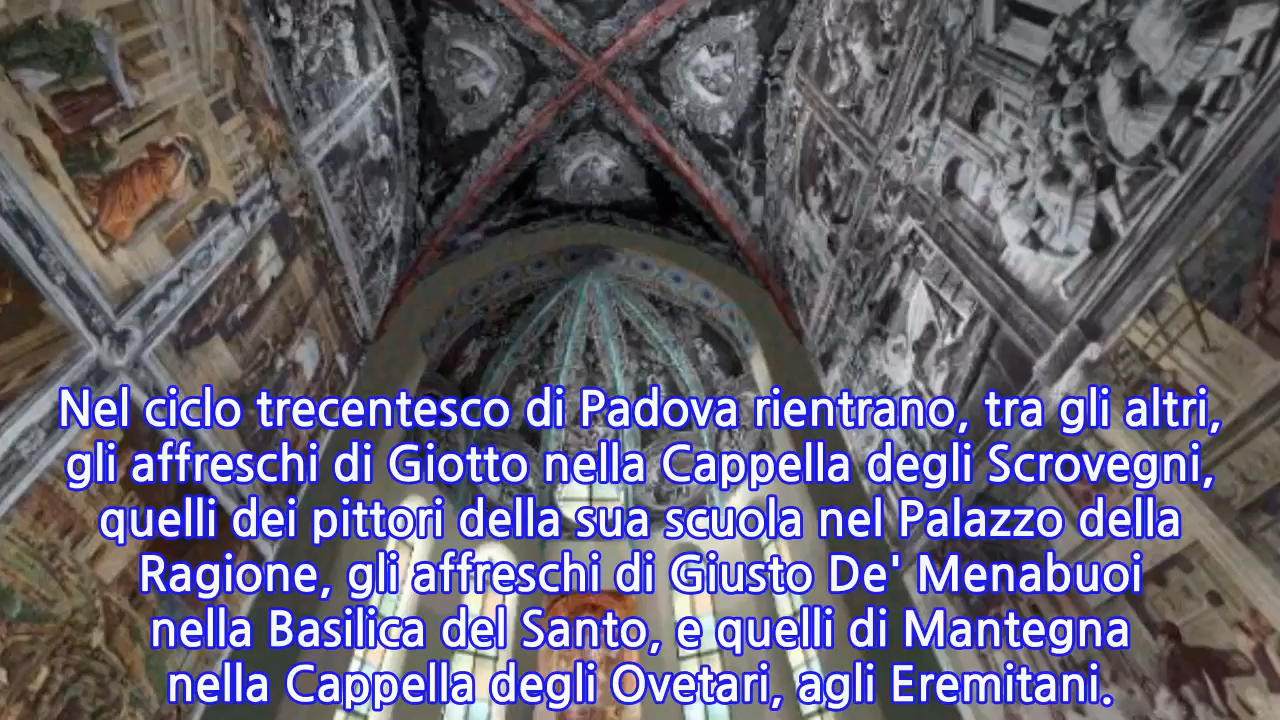 Nel ciclo trecentesco di Padova rientrano, tra gli altri,
gli affreschi di Giotto nella Cappella degli Scrovegni,
quelli dei pittori della sua scuola nel Palazzo della
Ragione, gli affreschi di Giusto De' Menabuoi
nella Basilica del Santo, e quelli di Mantegna
nella Cappella degli Ovetari, agli Eremitani.